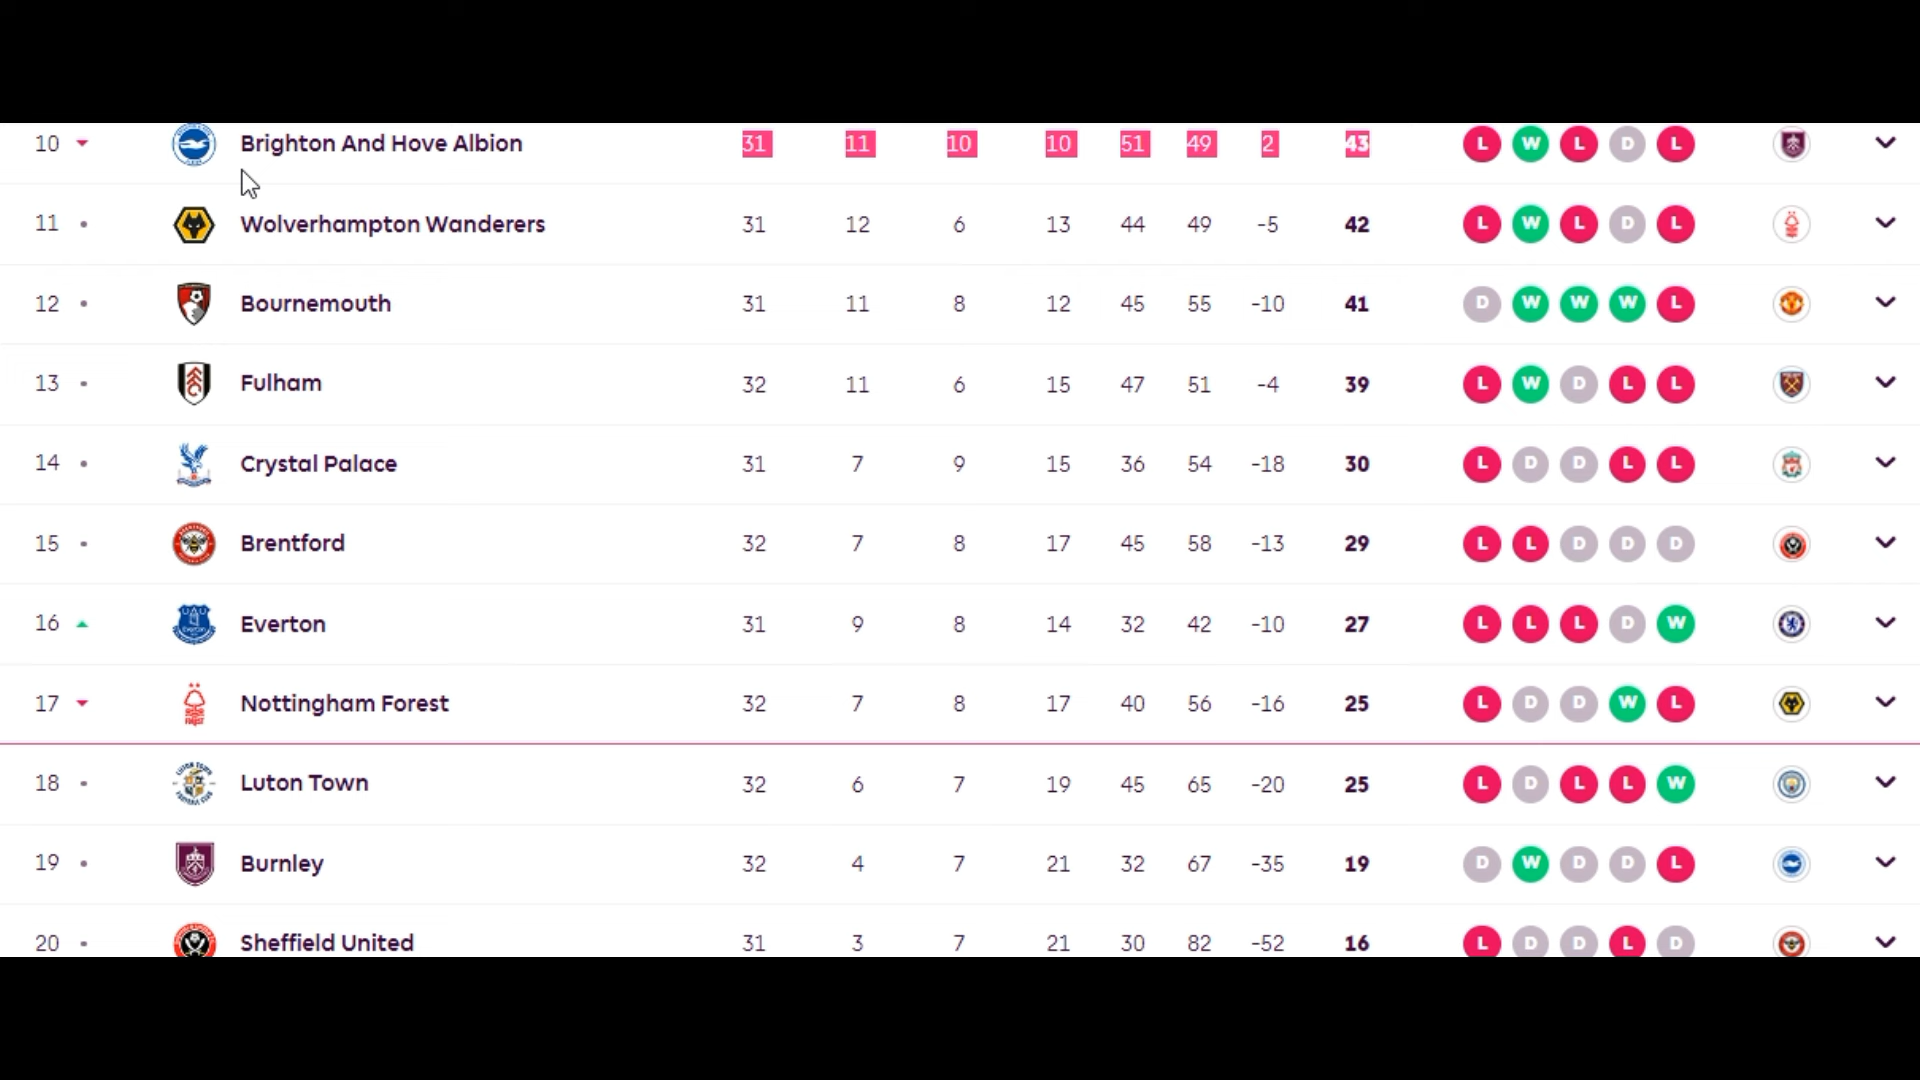 10 Brighton And Hove Albion 31 11 10 10 51 49 2 43 L W L D L
11 Wolverhampton Wanderers 31 12 6 13 44 49 -5 42 L W L D L
12 Bournemouth 31 11 8 12 45 55 -10 41 D W W W L
13 Fulham 32 11 6 15 47 51 -4 39 L W D L L
14 Crystal Palace 31 7 9 15 36 54 -18 30 L D D L L
15 Brentford 32 7 8 17 45 58 -13 29 L L D D D
16 Everton 31 9 8 14 32 42 -10 27 L L L D W
17 Nottingham Forest 32 7 8 17 40 56 -16 25 L D D W L
18 Luton Town 32 6 7 19 45 65 -20 25 L D L L W
19 Burnley 32 4 7 21 32 67 -35 19 D W D D L
20 Sheffield United 31 3 7 21 30 82 -52 16 L D D L D